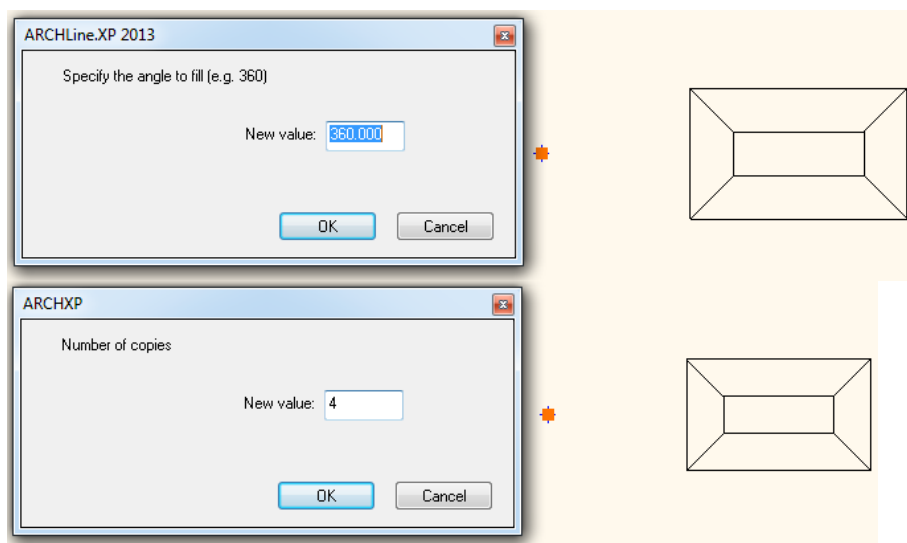 ARCHLine.XP 2013
Specify the angle to fill (e.g. 360)
New value: 360.000
OK Cancel
ARCHXP
Number of copies
New value: 4
OK Cancel